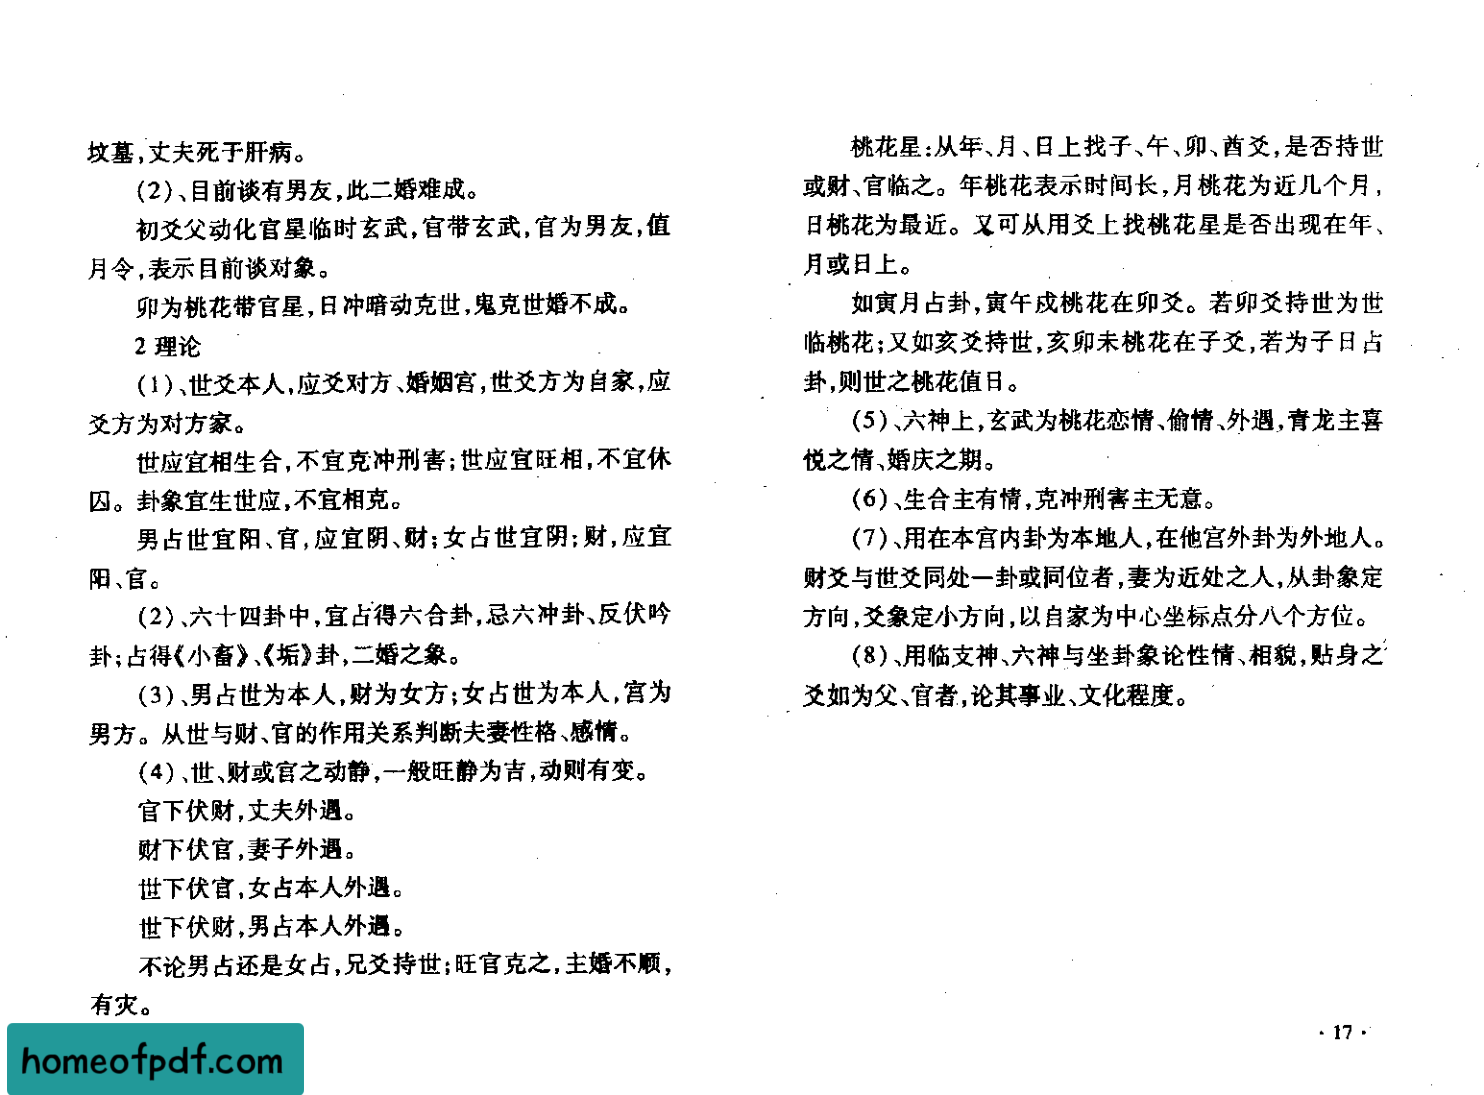 坟墓,丈夫死于肝病。
(2)、目前谈有男友,此二婚难成。
初爻父动化官星临时玄武,官带玄武,官为男友,值
月令,表示目前谈对象。
卯为桃花带官星,日冲暗动克世,鬼克世婚不成。
2 理论
(1)、世爻本人,应爻对方、婚姻宫,世爻方为自家,应
爻方为对方家。
世应宜相生合,不宜克冲刑害;世应宜旺相,不宜休
囚。卦象宜生世应,不宜相克。
男占世宜阳、官,应宜阴、财;女占世宜阴;财,应宜
阳、官。
(2)、六十四卦中,宜占得六合卦,忌六冲卦、反伏吟
卦;占得《小畜》、《垢》卦,二婚之象。
(3)、男占世为本人,财为女方;女占世为本人,宫为
男方。从世与财、官的作用关系判断夫妻性格、感情。
(4)、世、财或官之动静,一般旺静为吉,动则有变。
官下伏财,丈夫外遇。
财下伏官,妻子外遇。
世下伏官,女占本人外遇。
世下伏财,男占本人外遇。
不论男占还是女占,兄爻持世;旺官克之,主婚不顺,
有灾。
桃花星:从年、月、日上找子、午、卯、酉爻,是否持世
或财、官临之。年桃花表示时间长,月桃花为近几个月,
日桃花为最近。又可从用爻上找桃花星是否出现在年、
月或日上。
如寅月占卦,寅午戍桃花在卯爻。若卯爻持世为世
临桃花;又如亥爻持世,亥卯未桃花在子爻,若为子日占
卦,则世之桃花值日。
(5)、六神上,玄武为桃花恋情、偷情、外遇,青龙主喜
悦之情、婚庆之期。
(6)、生合主有情,克冲刑害主无意。
(7)、用在本宫内卦为本地人,在他宫外卦为外地人。
财爻与世爻同处一卦或同位者,妻为近处之人,从卦象定
方向,爻象定小方向,以自家为中心坐标点分八个方位。
(8)、用临支神、六神与坐卦象论性情、相貌,贴身之
爻如为父、官者,论其事业、文化程度。
·17·
homeofpdf.com